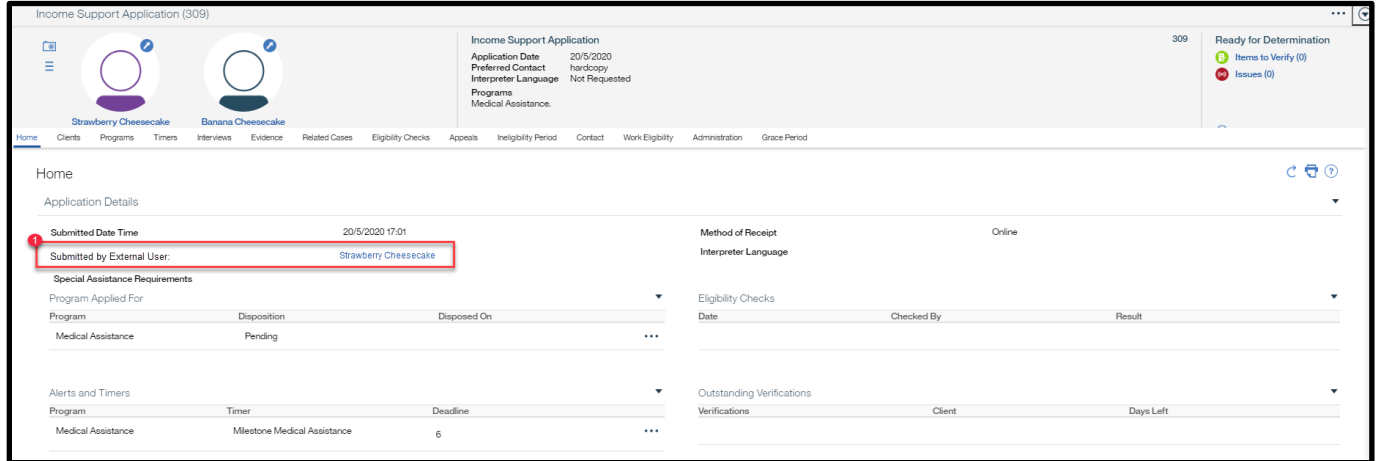 Income Support Application (309)
Strawberry Cheesecake
Banana Cheesecake
Income Support Application 309
Application Date 20/5/2020
Preferred Contact hardcopy
Interpreter Language Not Requested
Programs
Medical Assistance.
Ready for Determination
Items to Verify (0)
Issues (0)
Home Clients Programs Timers Interviews Evidence Related Cases Eligibility Checks Appeals Ineligibility Period Contact Work Eligibility Administration Grace Period
Home
Application Details
Submitted Date Time 20/5/2020 17:01 Method of Receipt Online
1
Submitted by External User: Strawberry Cheesecake Interpreter Language
Special Assistance Requirements
Program Applied For Eligibility Checks
Program Disposition Disposed On Date Checked By Result
Medical Assistance Pending
Alerts and Timers Outstanding Verifications
Program Timer Deadline Verifications Client Days Left
Medical Assistance Milestone Medical Assistance 6